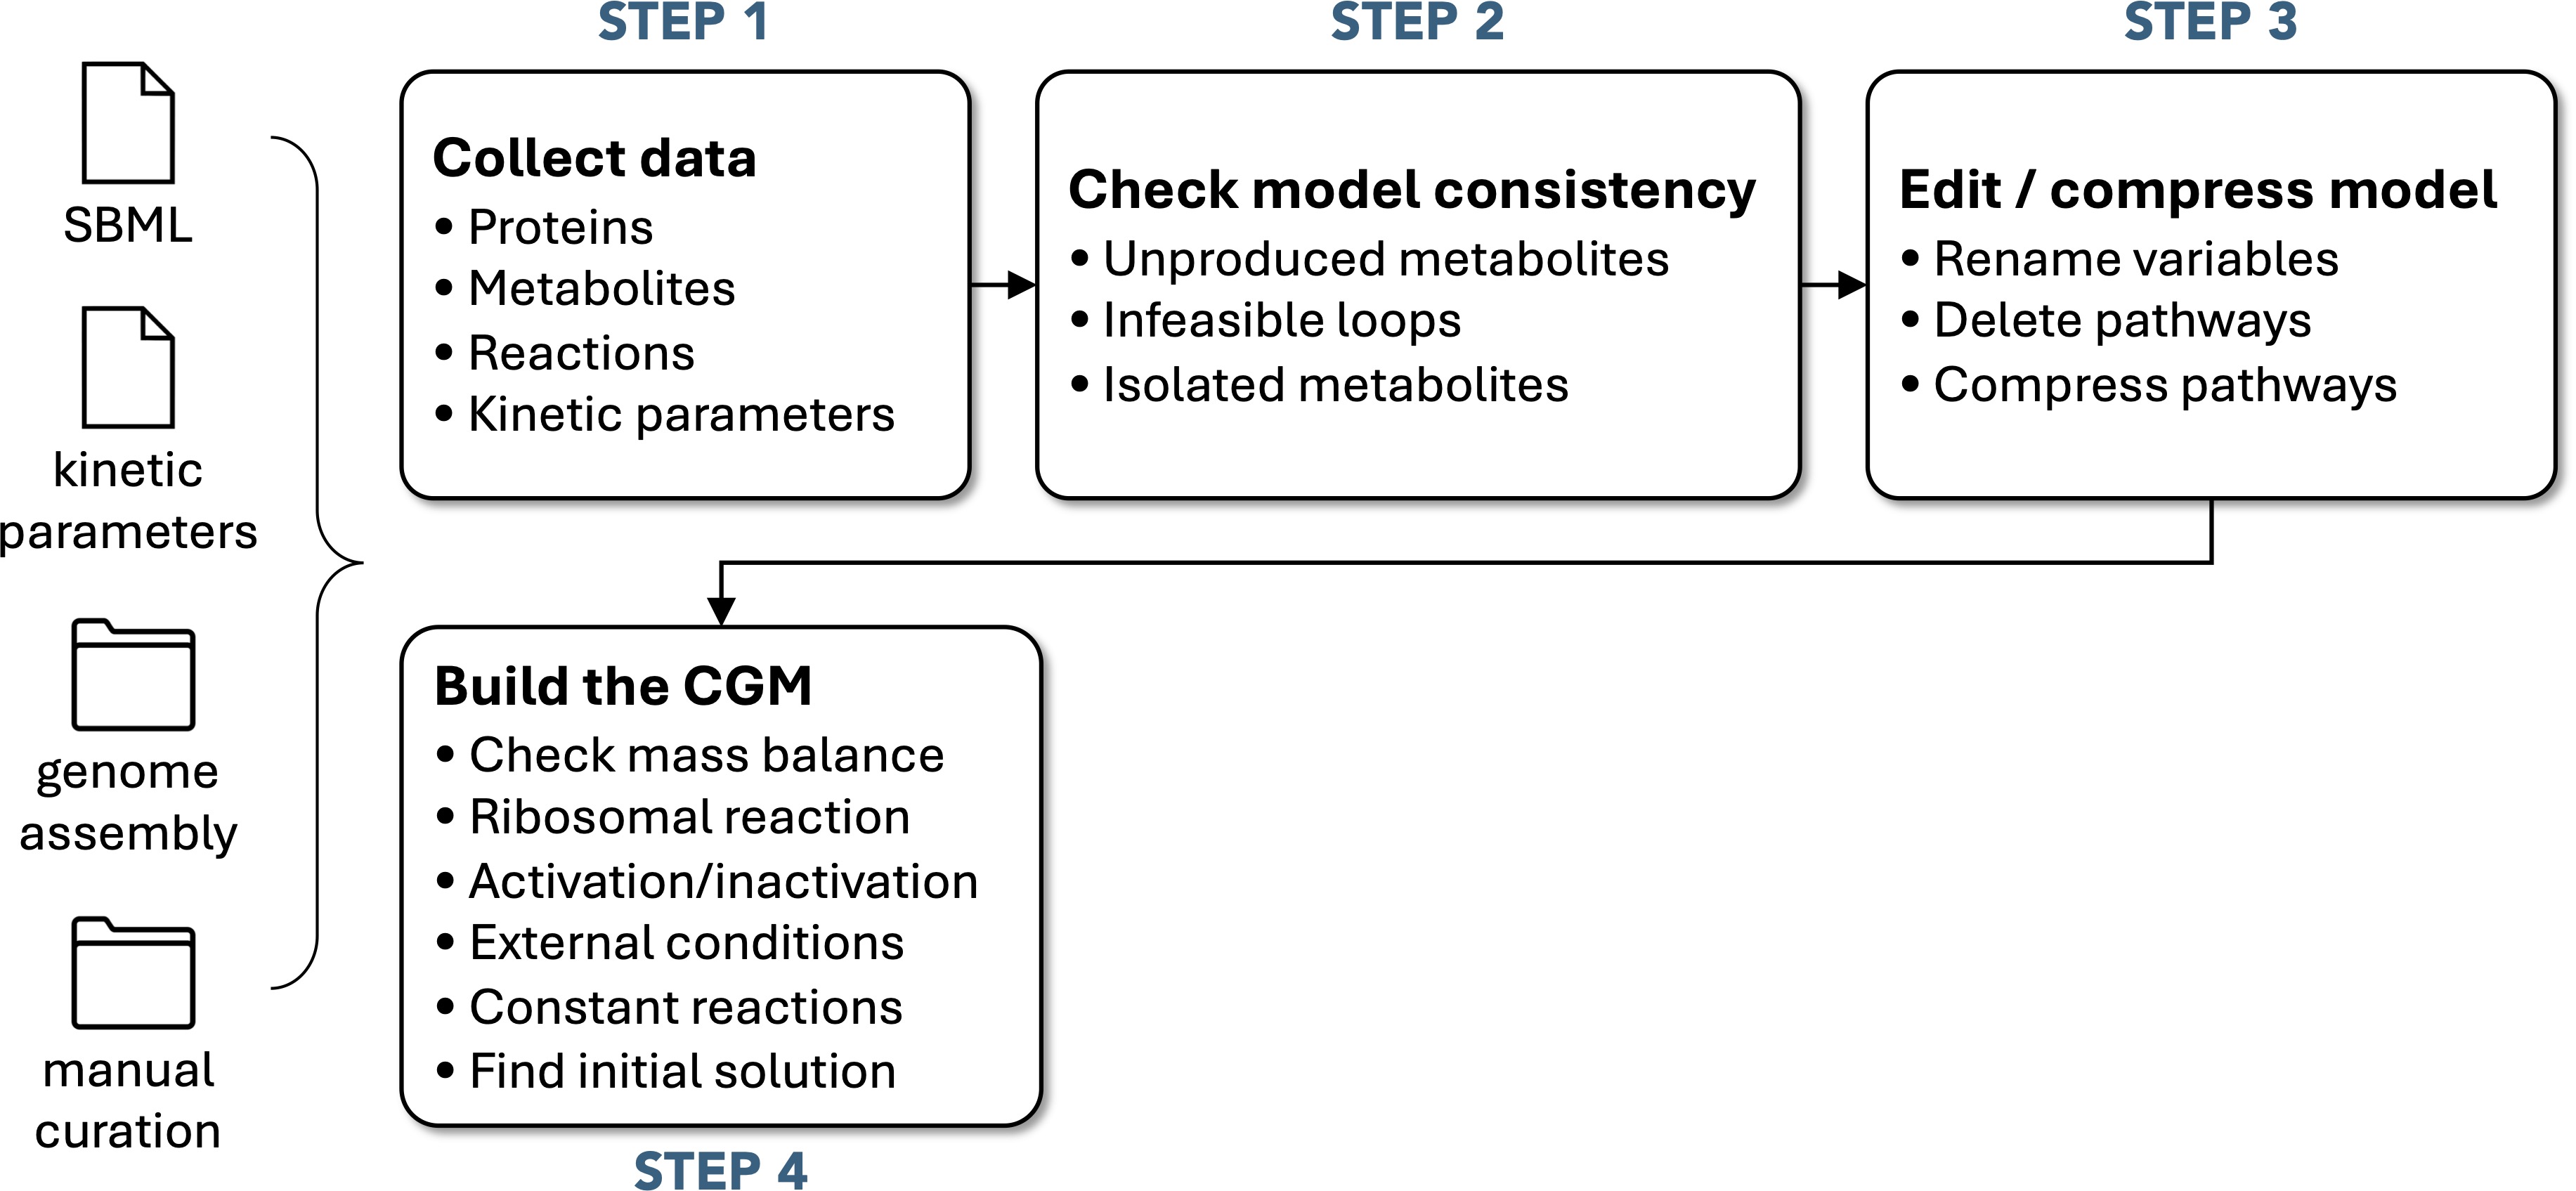 SBML
kinetic
parameters
genome
assembly
manual
curation
STEP 1
Collect data
• Proteins
• Metabolites
• Reactions
• Kinetic parameters
STEP 2
Check model consistency
• Unproduced metabolites
• Infeasible loops
• Isolated metabolites
STEP 3
Edit / compress model
• Rename variables
• Delete pathways
• Compress pathways
Build the CGM
• Check mass balance
• Ribosomal reaction
• Activation/inactivation
• External conditions
• Constant reactions
• Find initial solution
STEP 4